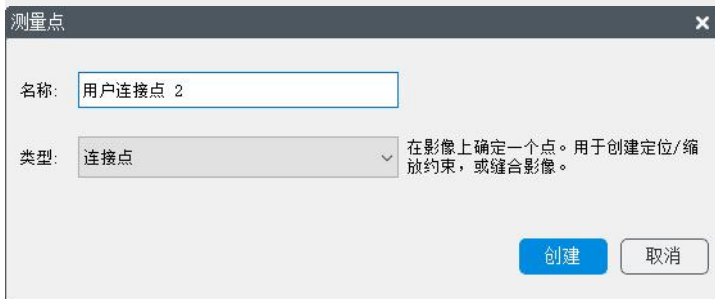 测量点
名称: 用户连接点 2
类型: 连接点
在影像上确定一个点。用于创建定位/缩
放约束，或缝合影像。
创建 取消